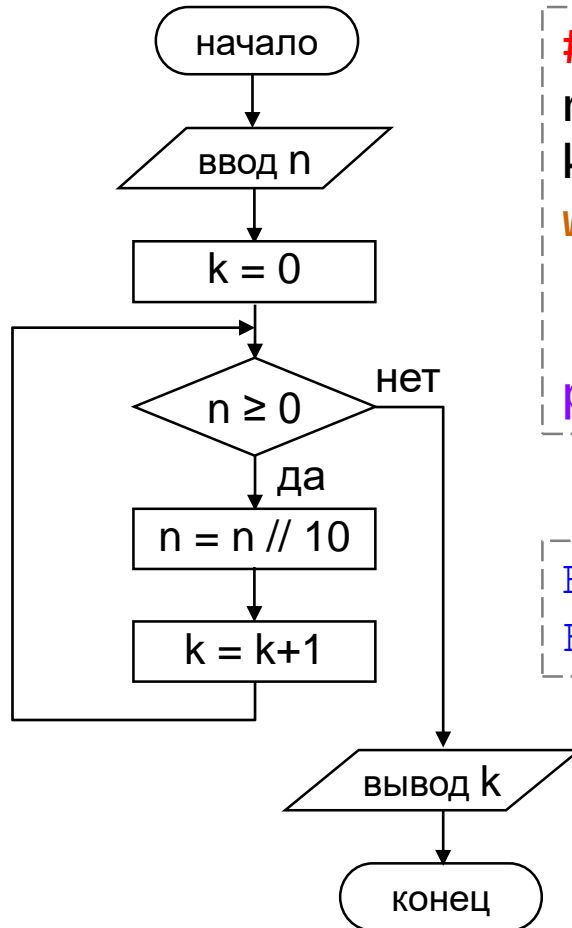 начало
ввод n
k = 0
n ≥ 0
нет
да
n = n // 10
k = k+1
вывод k
конец
#